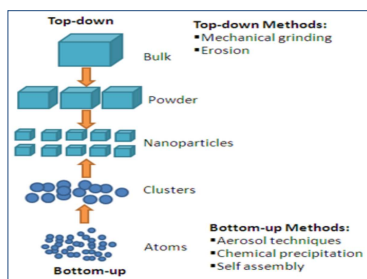 Top-down
Top-down Methods:
▪Mechanical grinding
▪Erosion
Bulk
Powder
Nanoparticles
Clusters
Atoms
Bottom-up
Bottom-up Methods:
▪Aerosol techniques
▪Chemical precipitation
▪Self assembly